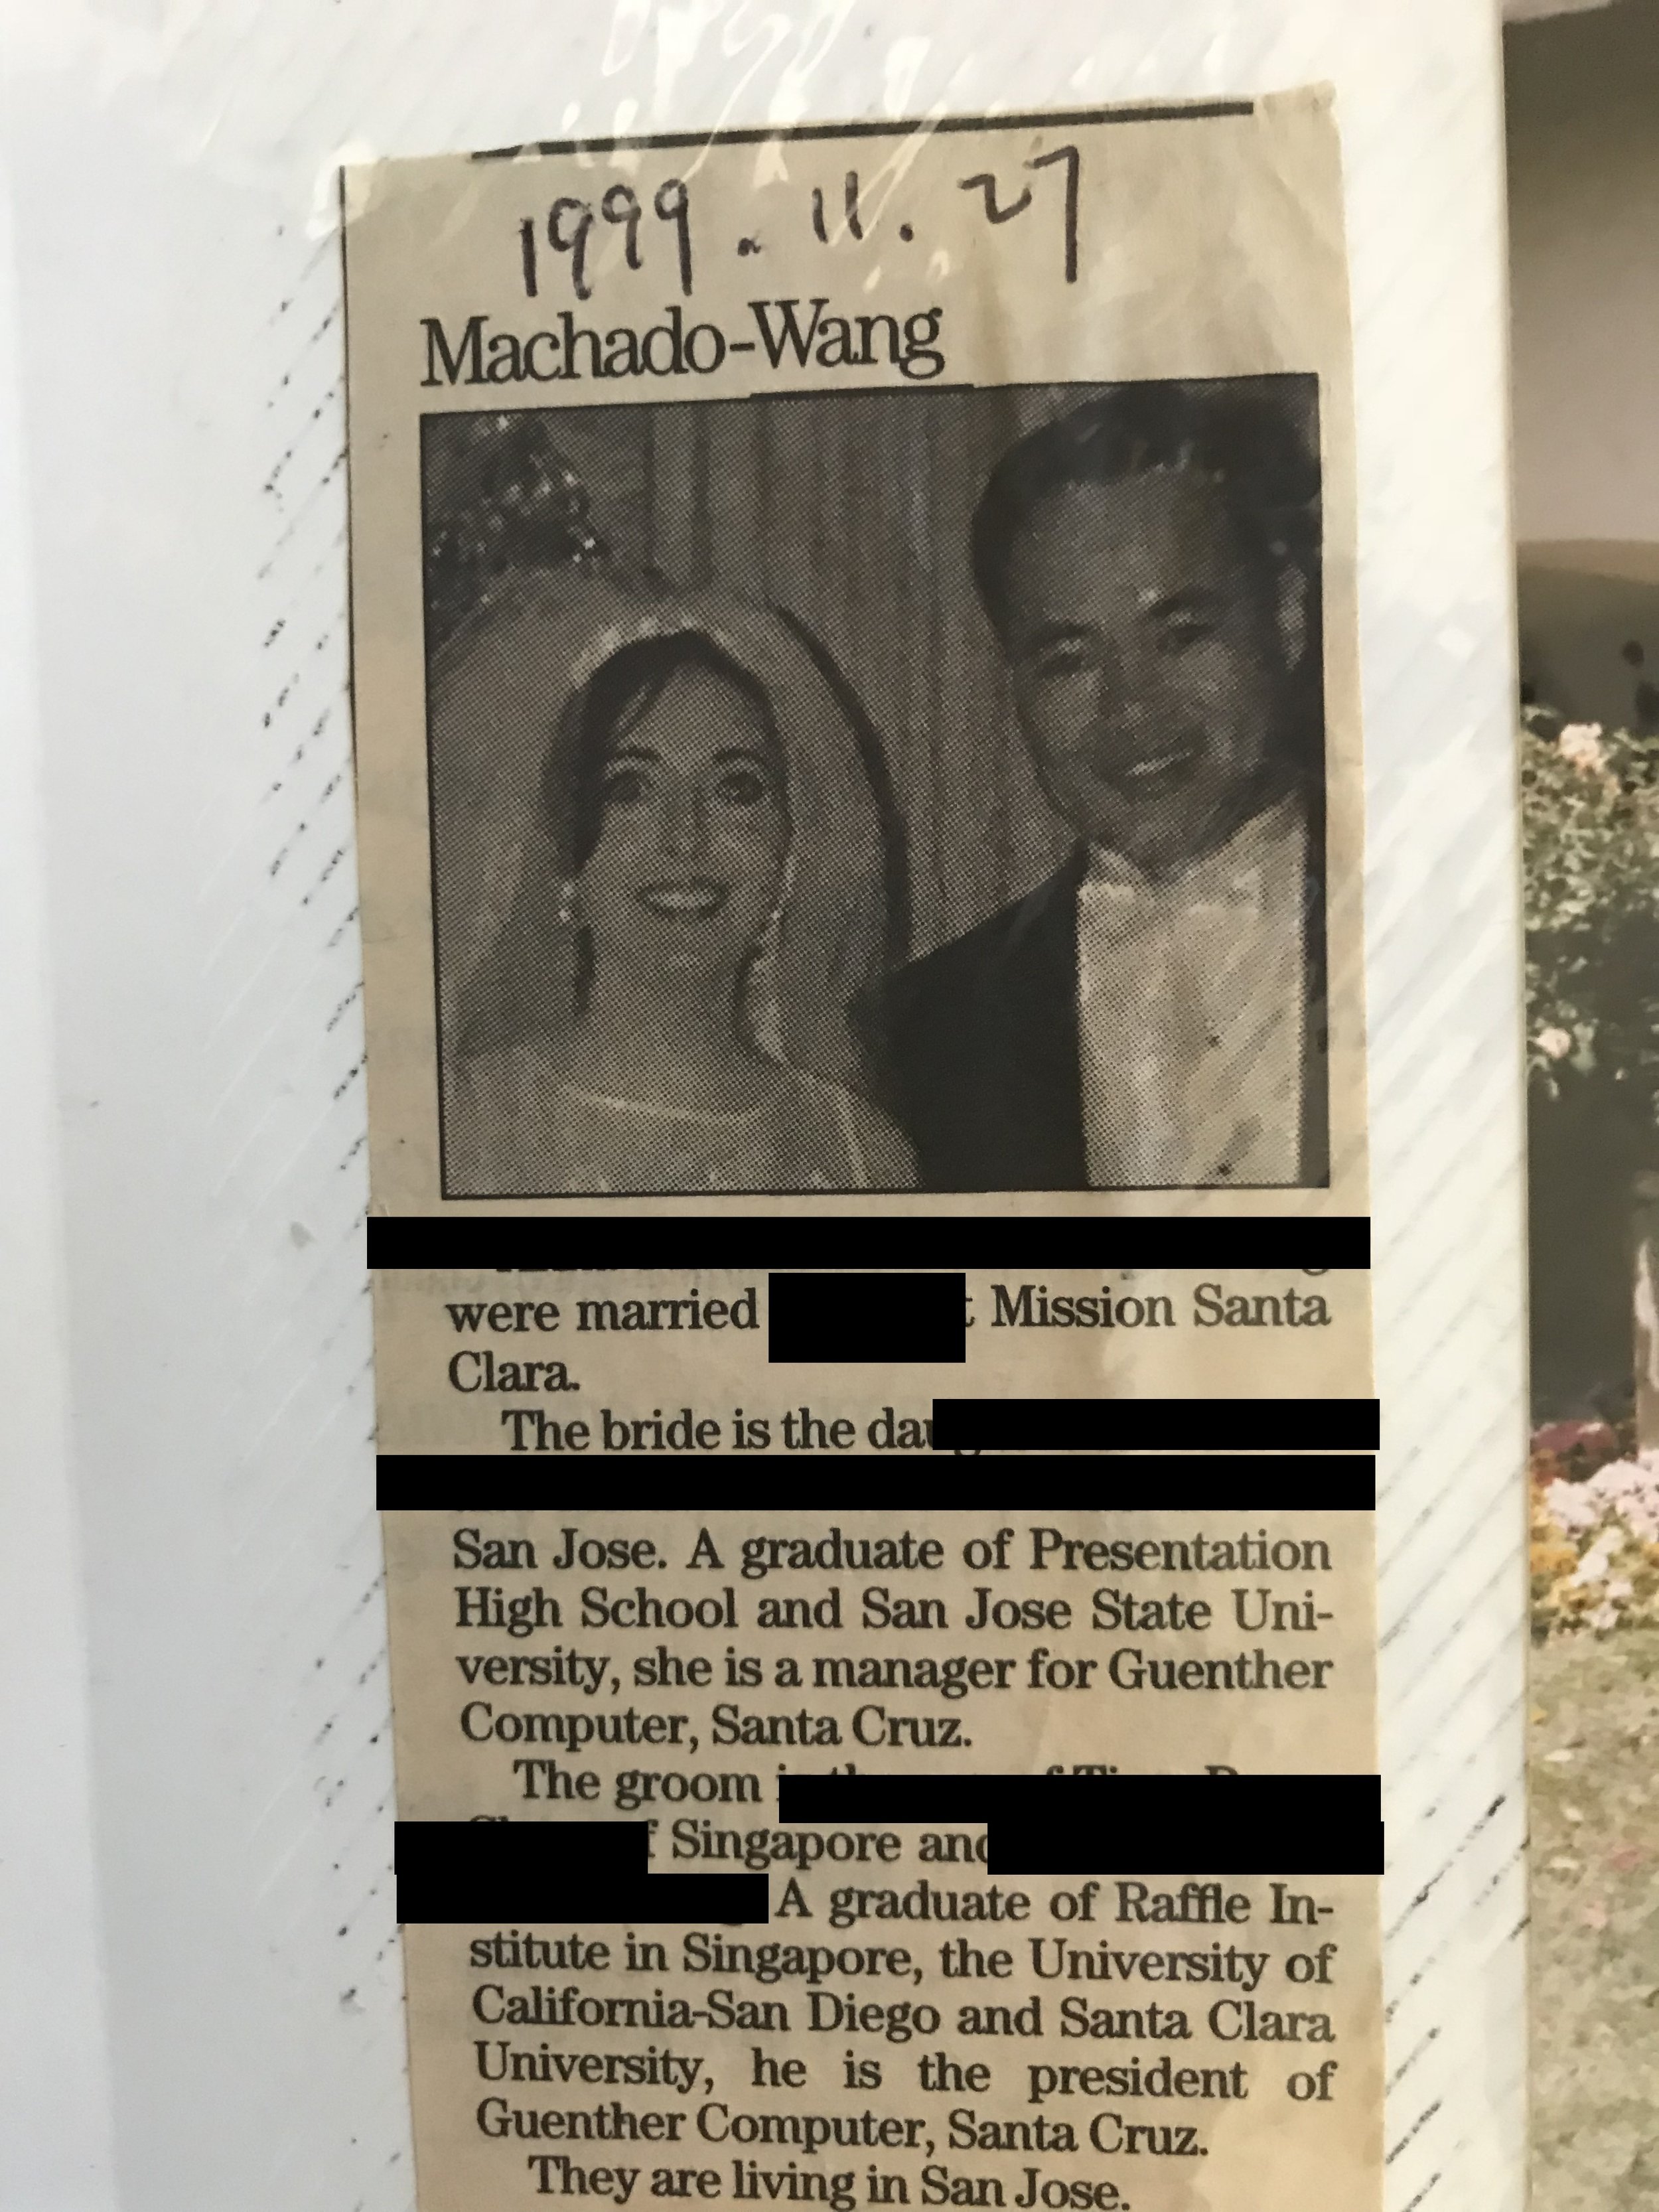 1999. 11. 27
Machado-Wang
were married Mission Santa
Clara.
The bride is the
San Jose. A graduate of Presentation
High School and San Jose State Uni-
versity, she is a manager for Guenther
Computer, Santa Cruz.
The groom
Singapore and
A graduate of Raffle In-
stitute in Singapore, the University of
California-San Diego and Santa Clara
University, he is the president of
Guenther Computer, Santa Cruz.
They are living in San Jose.